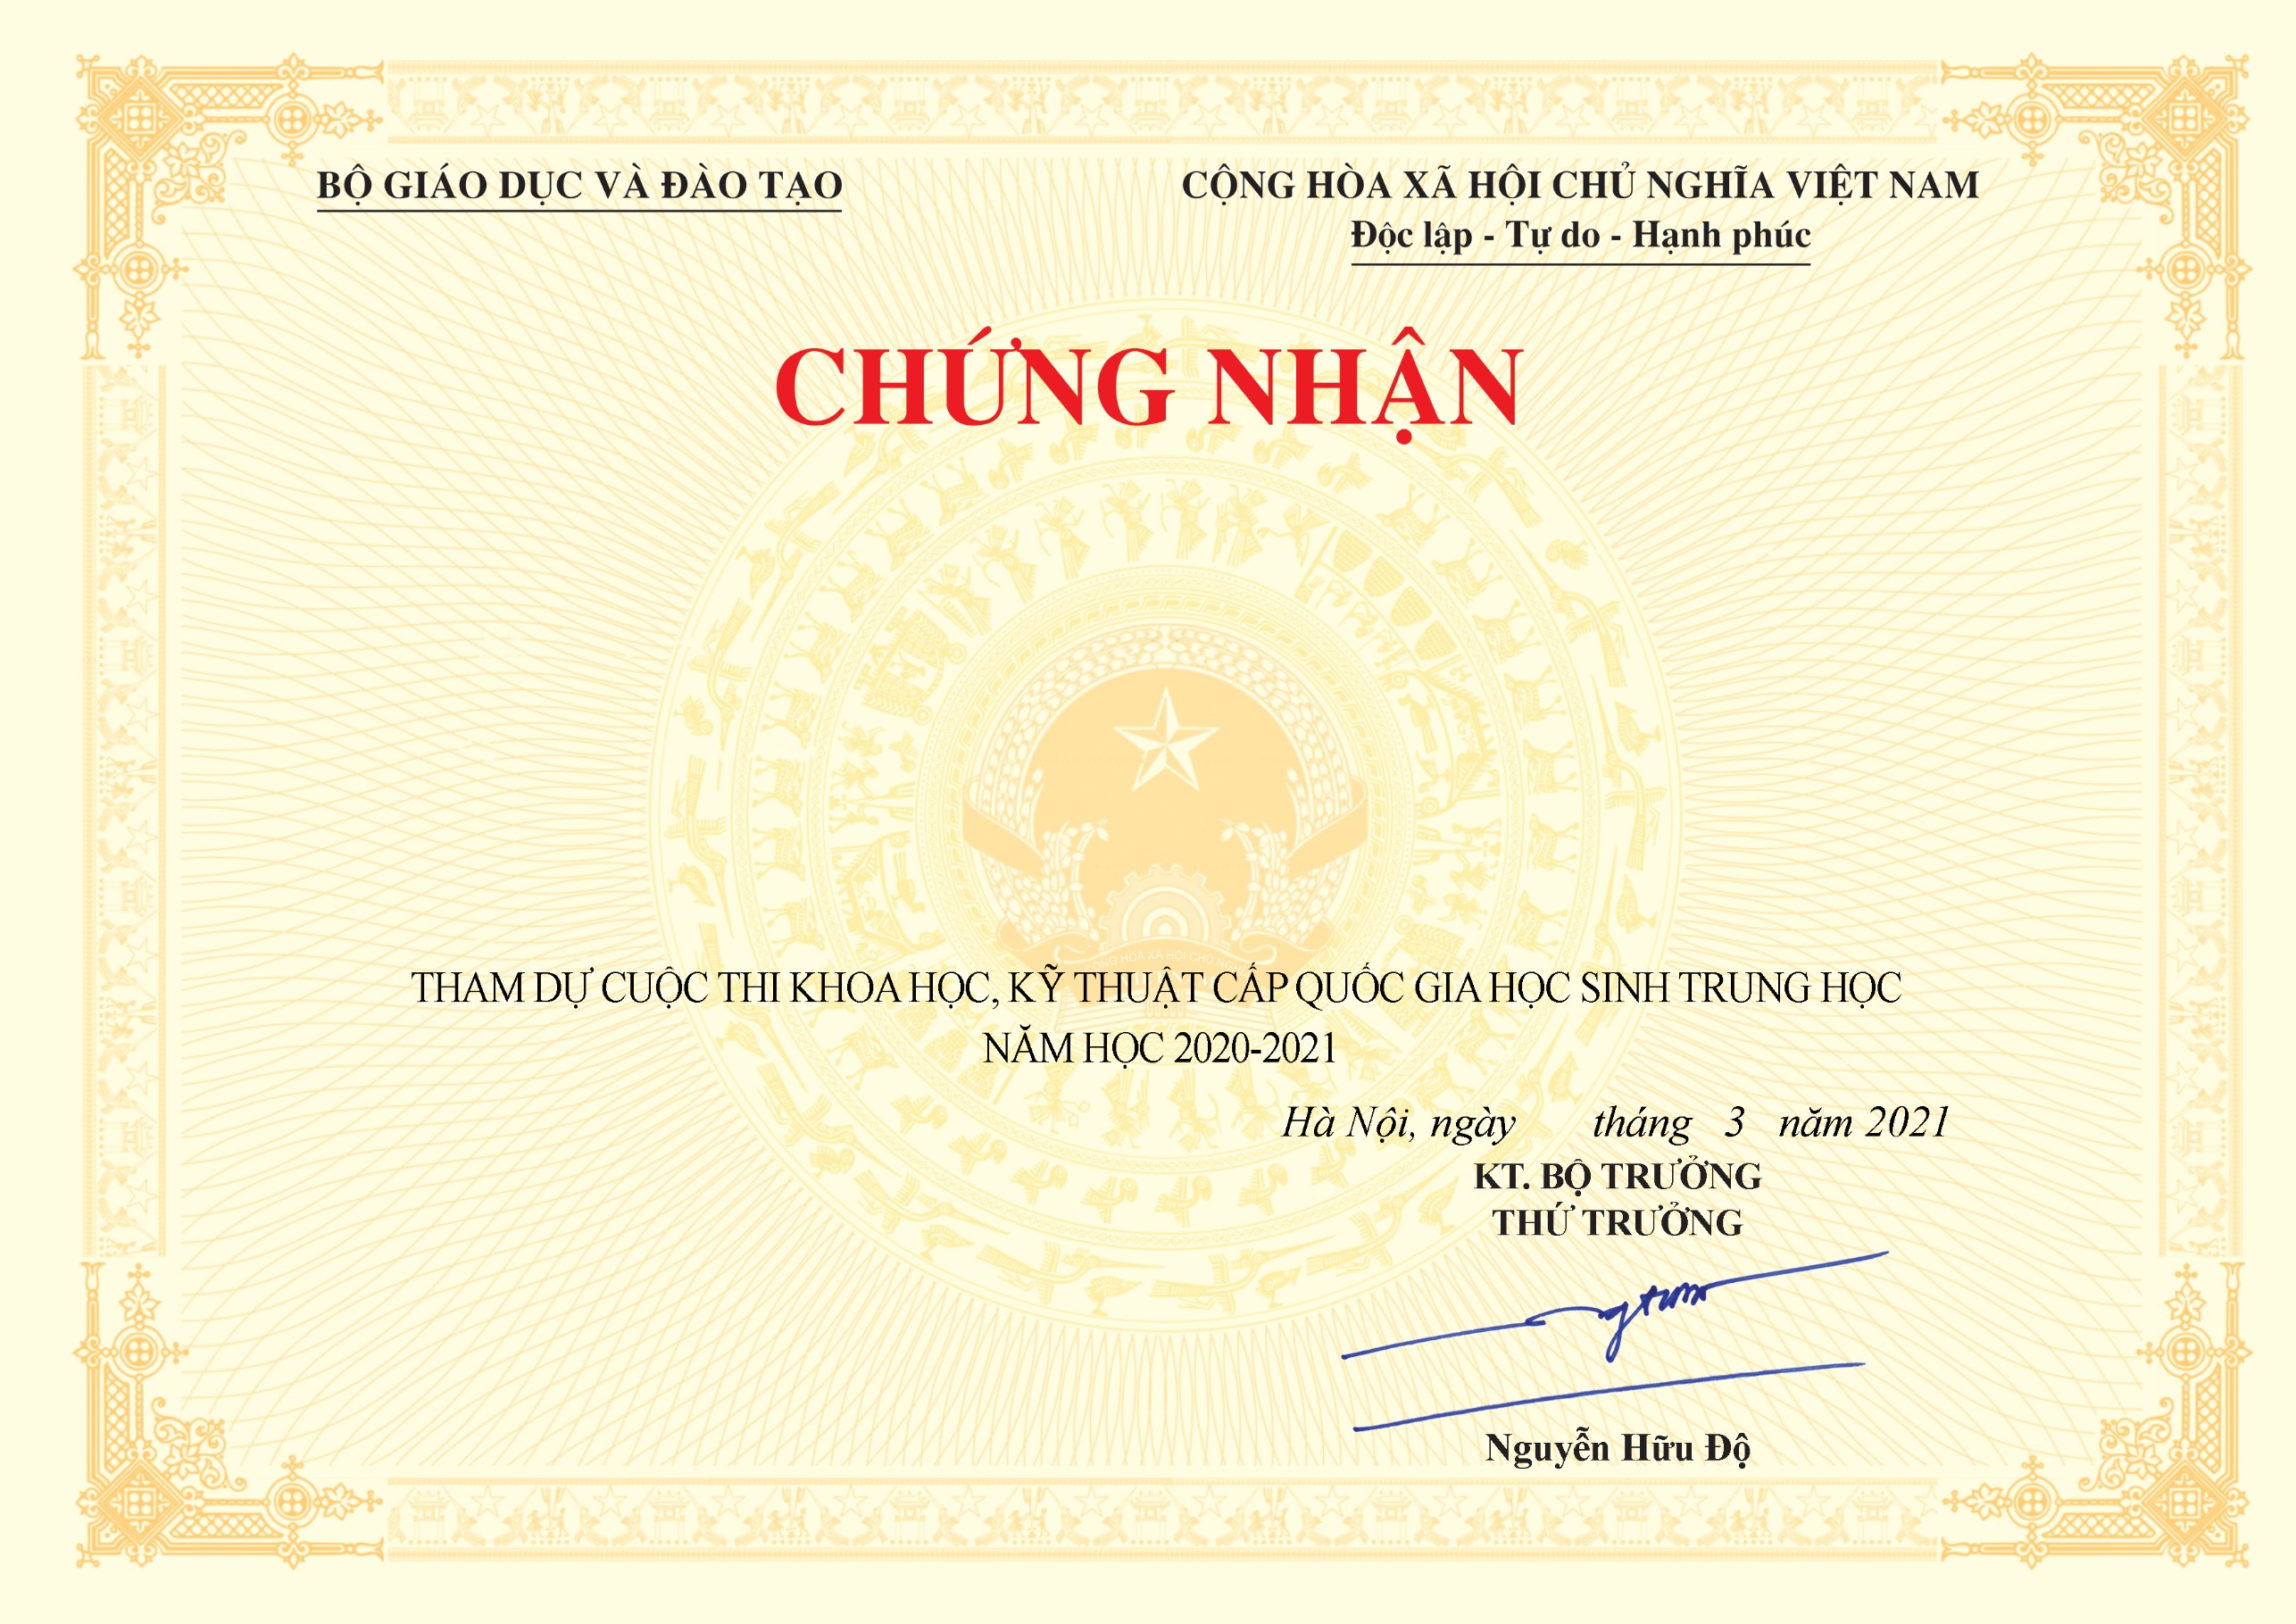 BỘ GIÁO DỤC VÀ ĐÀO TẠO
CỘNG HÒA XÃ HỘI CHỦ NGHĨA VIỆT NAM
Độc lập - Tự do - Hạnh phúc
CHỨNG NHẬN
THAM DỰ CUỘC THI KHOA HỌC, KỸ THUẬT CẤP QUỐC GIA HỌC SINH TRUNG HỌC
NĂM HỌC 2020-2021
Hà Nội, ngày tháng 3 năm 2021
KT. BỘ TRƯỞNG
THỨ TRƯỞNG
Nguyễn Hữu Độ